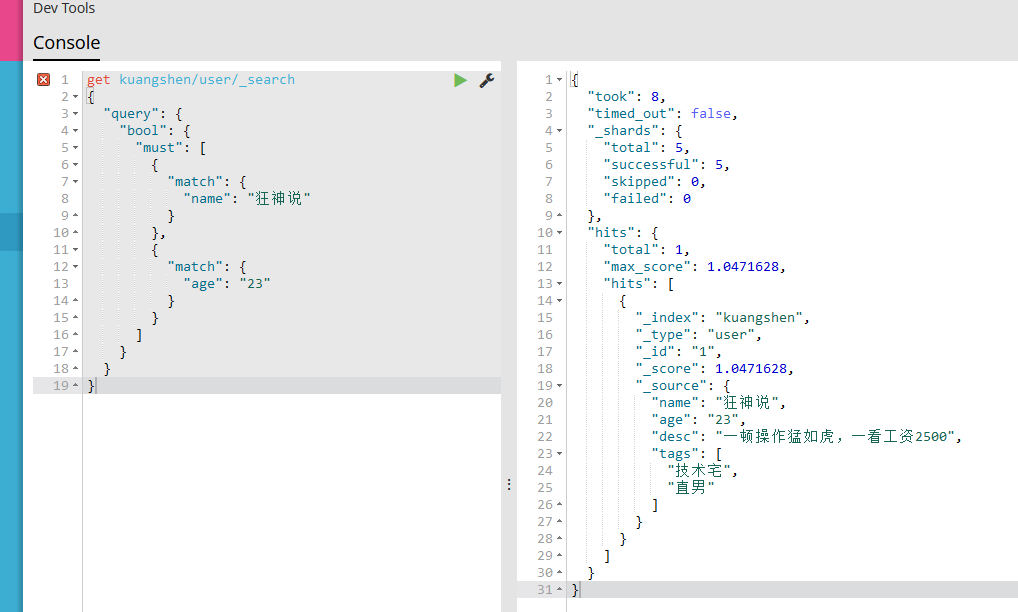 Dev Tools
Console
1 get kuangshen/user/_search
2 {
3 "query": {
4 "bool": {
5 "must": [
6 {
7 "match": {
8 "name": "狂神说"
9 }
10 },
11 {
12 "match": {
13 "age": "23"
14 }
15 }
16 ]
17 }
18 }
19 }
1 {
2 "took": 8,
3 "timed_out": false,
4 "_shards": {
5 "total": 5,
6 "successful": 5,
7 "skipped": 0,
8 "failed": 0
9 },
10 "hits": {
11 "total": 1,
12 "max_score": 1.0471628,
13 "hits": [
14 {
15 "_index": "kuangshen",
16 "_type": "user",
17 "_id": "1",
18 "_score": 1.0471628,
19 "_source": {
20 "name": "狂神说",
21 "age": "23",
22 "desc": "一顿操作猛如虎，一看工资2500",
23 "tags": [
24 "技术宅",
25 "直男"
26 ]
27 }
28 }
29 ]
30 }
31 }